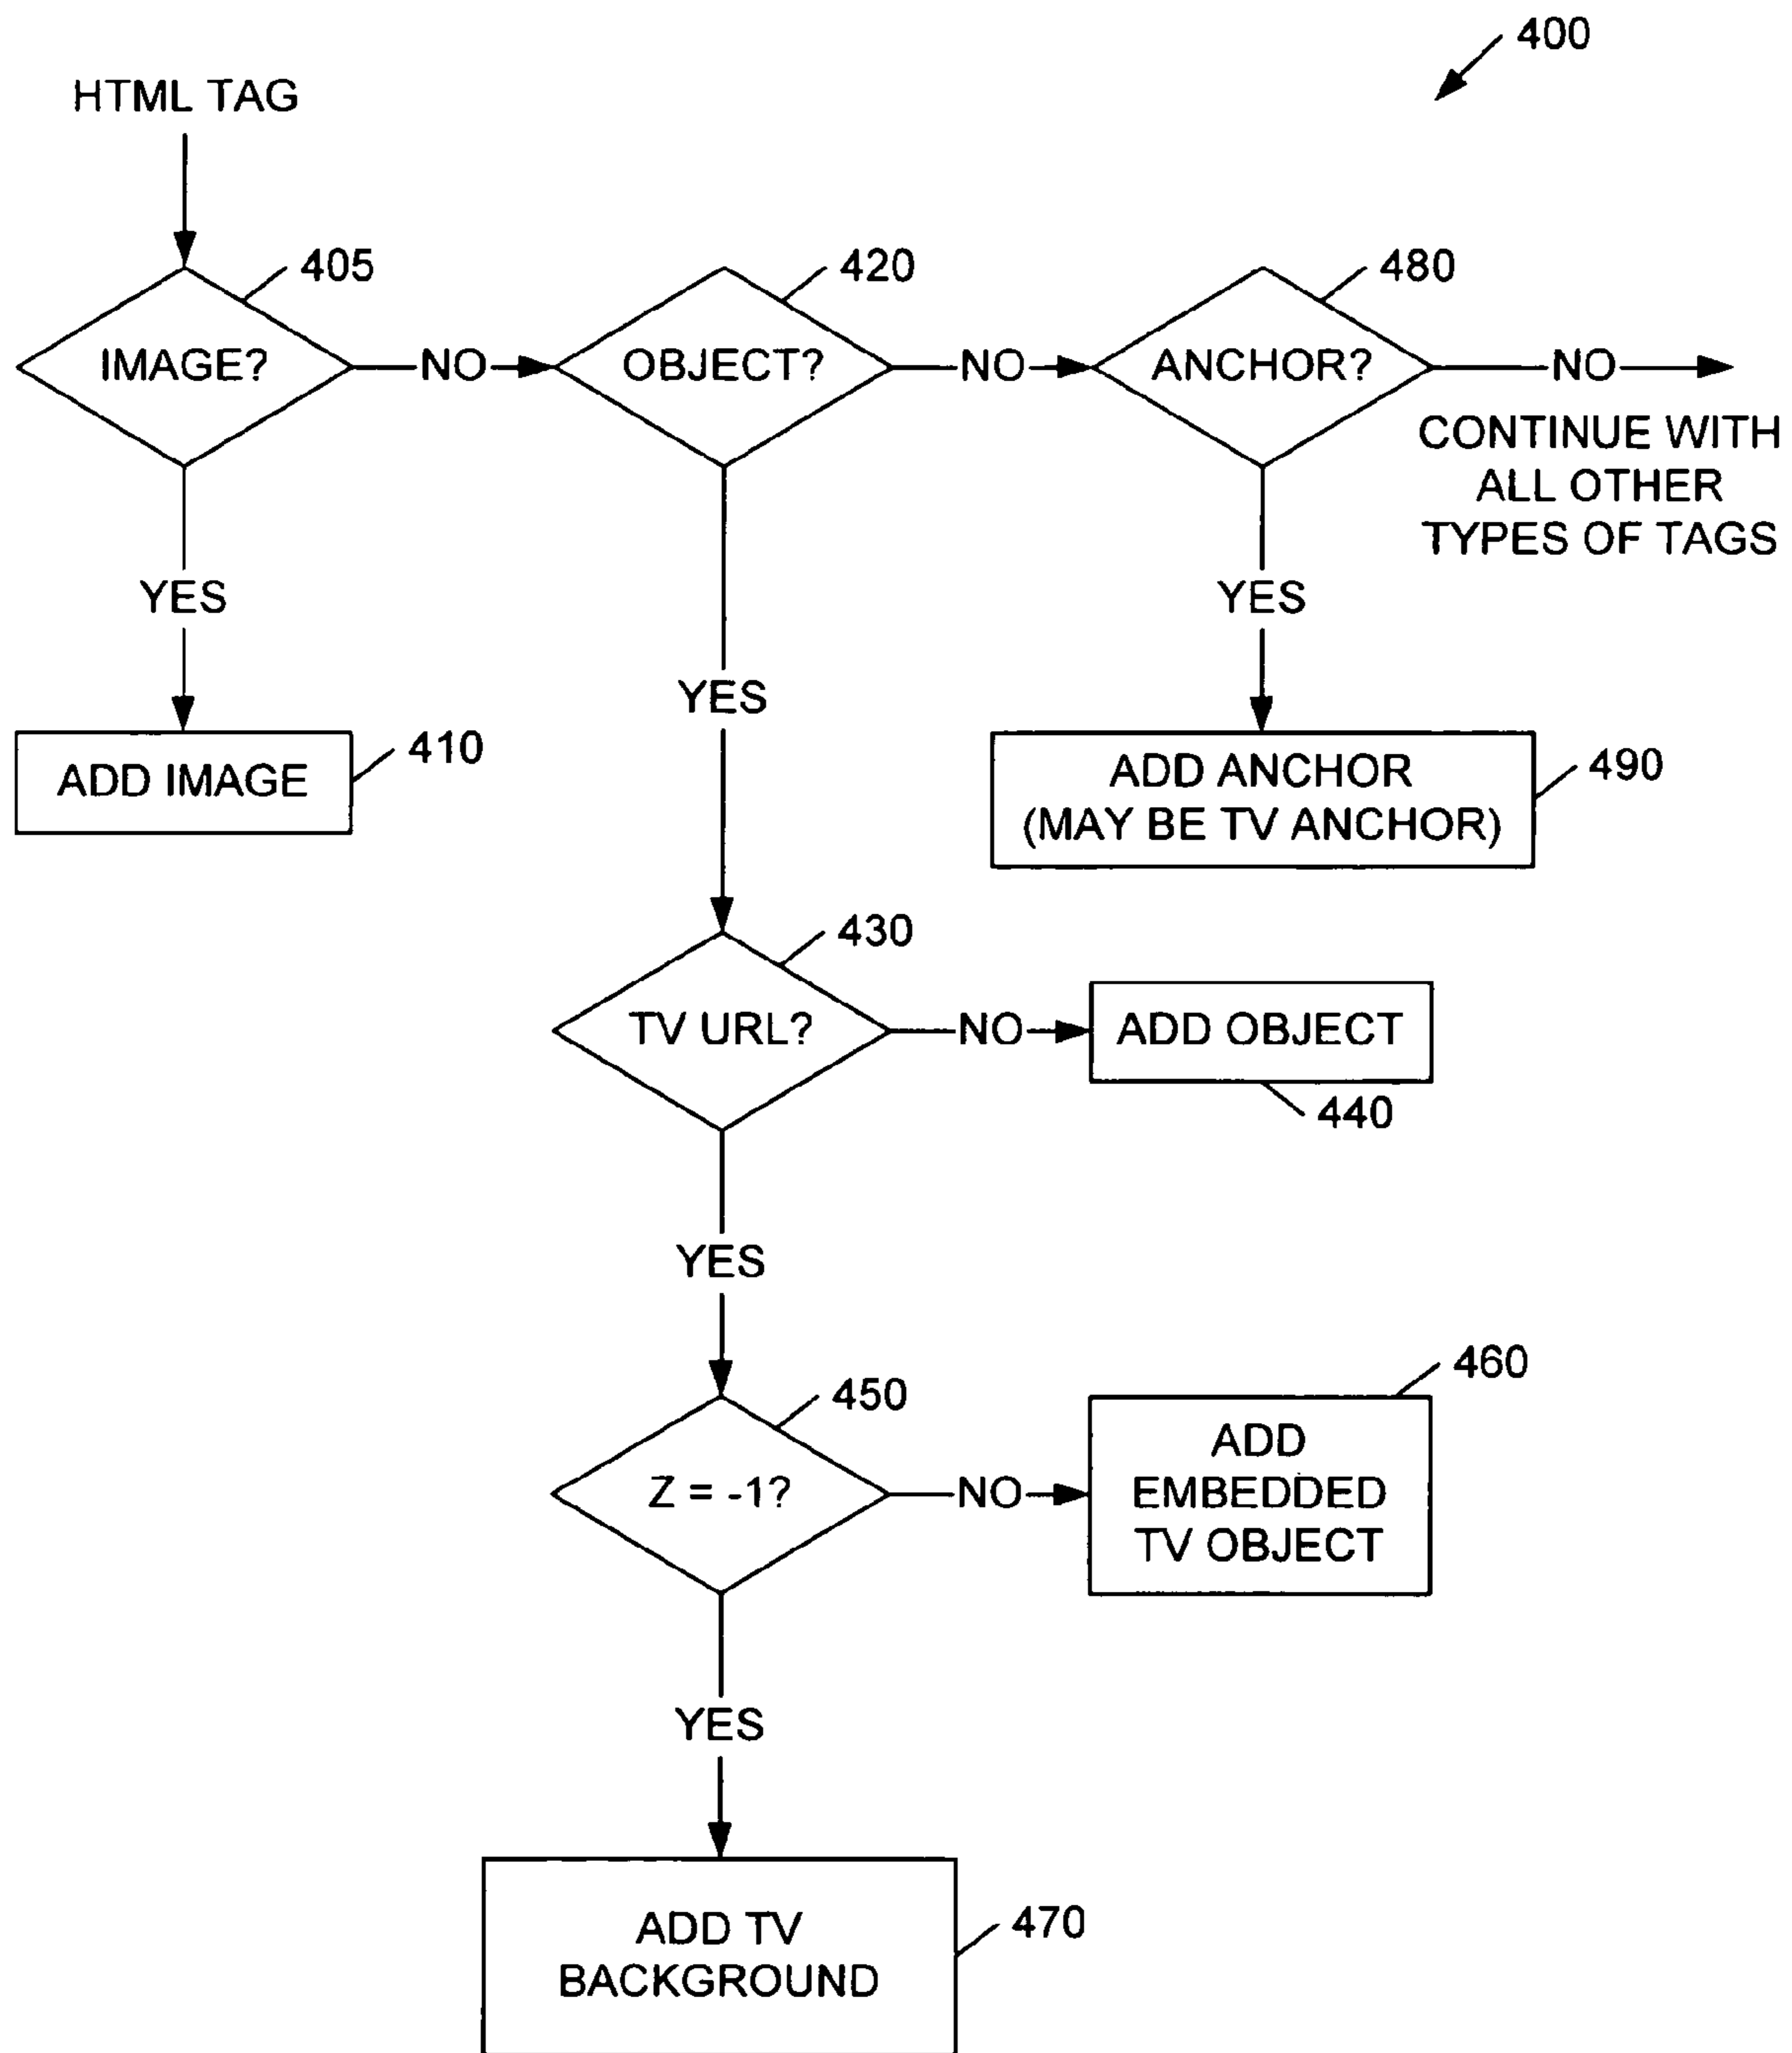 400
HTML TAG
405
420
480
IMAGE?
NO
OBJECT?
NO
ANCHOR?
NO
CONTINUE WITH
ALL OTHER
TYPES OF TAGS
YES
YES
YES
ADD IMAGE
410
ADD ANCHOR
(MAY BE TV ANCHOR)
490
430
TV URL?
NO
ADD OBJECT
440
YES
450
460
Z = -1?
NO
ADD
EMBEDDED
TV OBJECT
YES
ADD TV
BACKGROUND
470